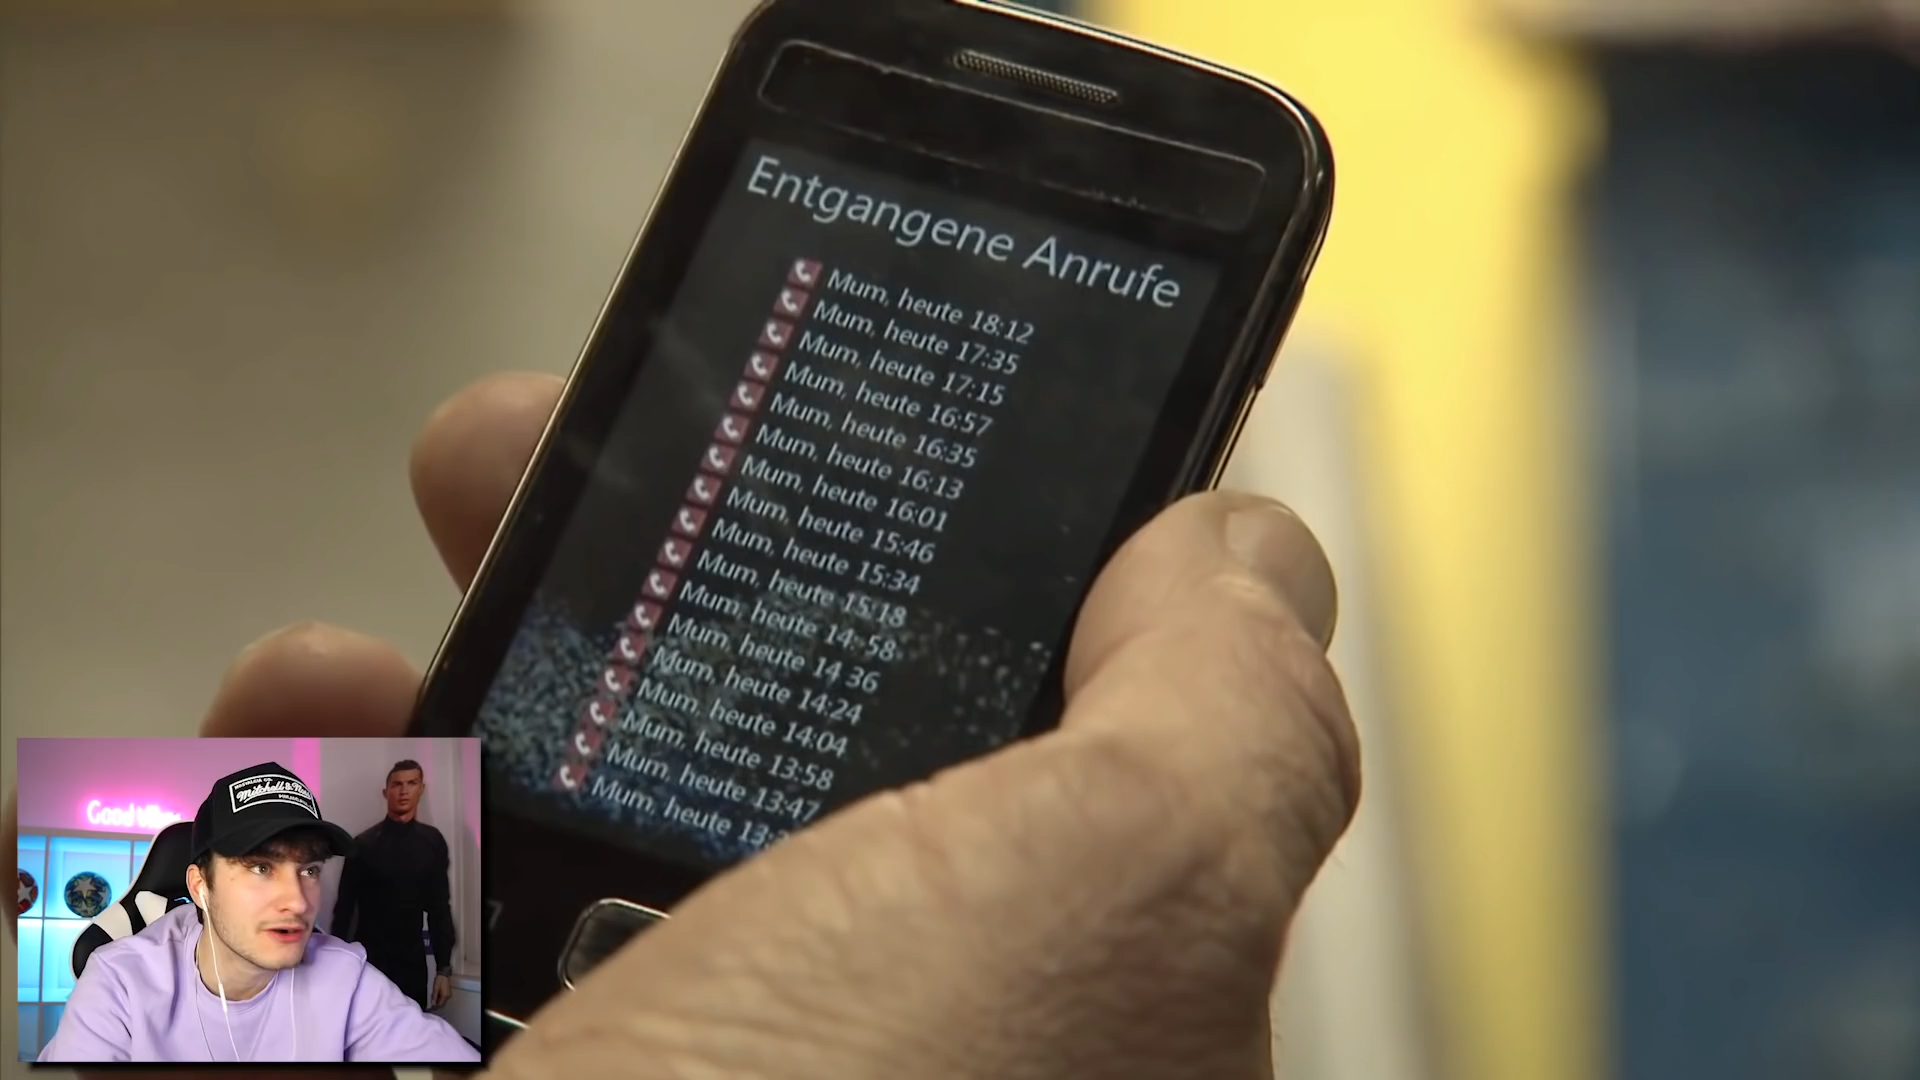 Entgangene Anrufe
Mum, heute 18:12
Mum, heute 17:35
Mum, heute 17:15
Mum, heute 16:57
Mum, heute 16:35
Mum, heute 16:13
Mum, heute 16:01
Mum, heute 15:46
Mum, heute 15:34
Mum, heute 15:18
Mum, heute 14:58
Mum, heute 14:36
Mum, heute 14:24
Mum, heute 14:04
Mum, heute 13:58
Mum, heute 13:47
Mum, heute
Good
Mitchell & Ness